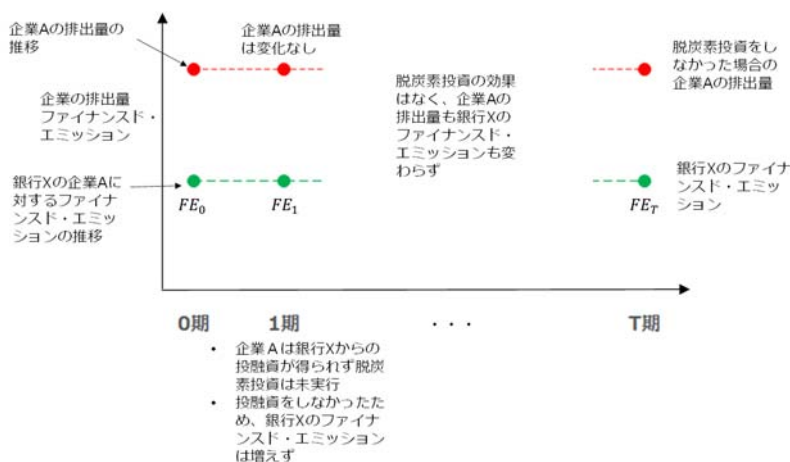 企業Aの排出量の
推移
企業Aの排出量
は変化なし
脱炭素投資をし
なかった場合の
企業Aの排出量
企業の排出量
ファイナンスド・
エミッション
脱炭素投資の効果
はなく、企業Aの
排出量も銀行Xの
ファイナンスド・
エミッションも変
わらず
銀行Xの企業Aに
対するファイナ
ンスド・エミッ
ションの推移
銀行Xのファイナ
ンスド・エミッ
ション
FE0
FE1
FET
0期
1期
・・・
T期
• 企業Aは銀行Xからの
投融資が得られず脱炭
素投資は未実行
• 投融資をしなかったた
め、銀行Xのファイナ
ンスド・エミッション
は増えず